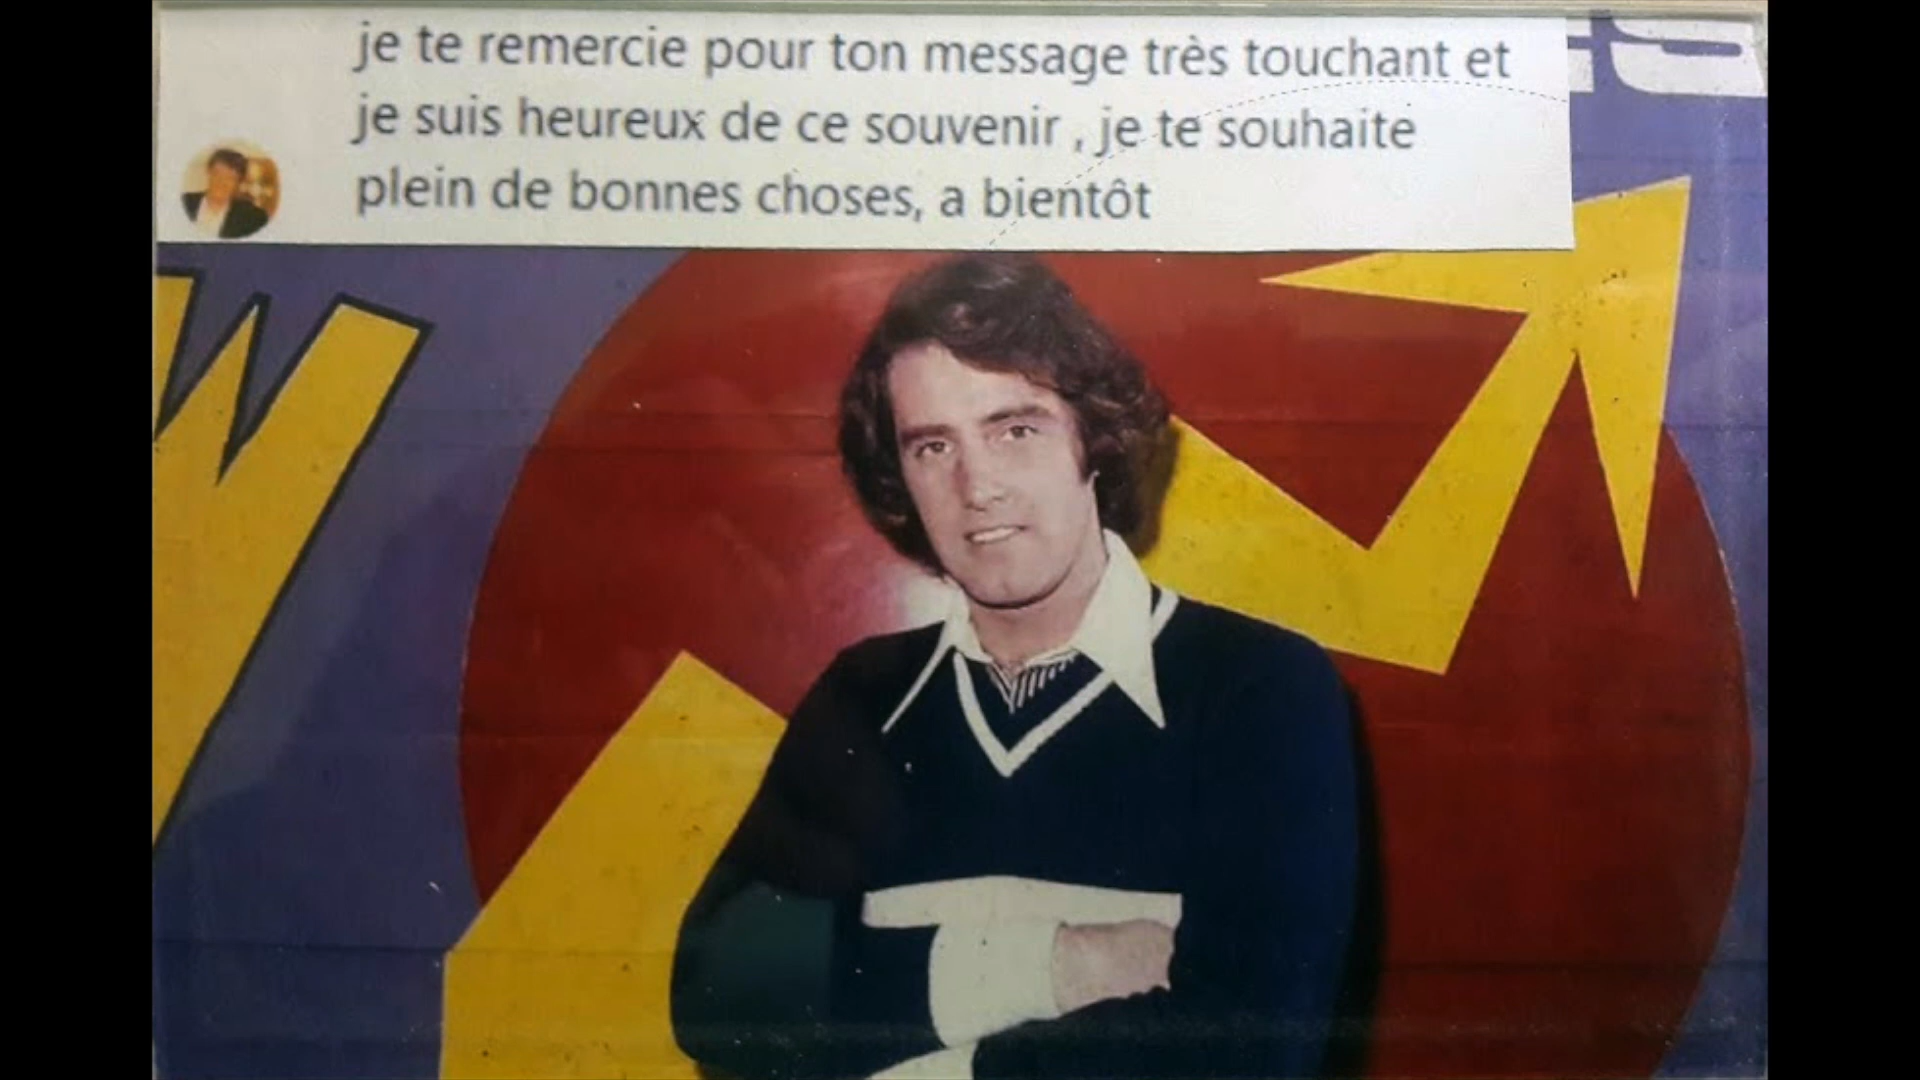 je te remercie pour ton message très touchant et
je suis heureux de ce souvenir , je te souhaite
plein de bonnes choses, a bientôt
W